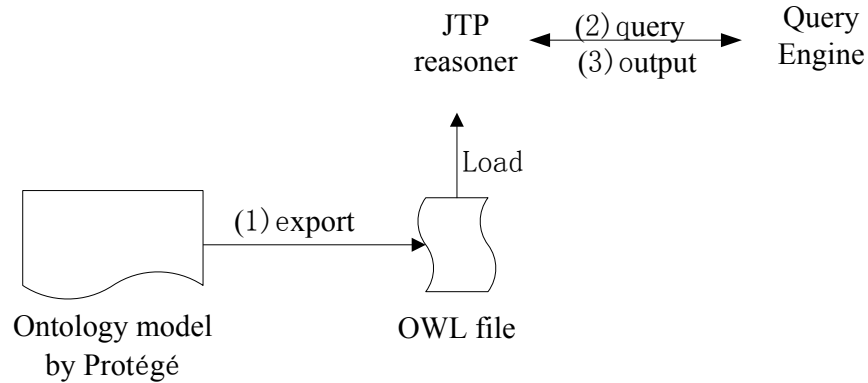 JTP
reasoner
(2) query
(3) output
Query
Engine
Load
(1) export
Ontology model
by Protégé
OWL file